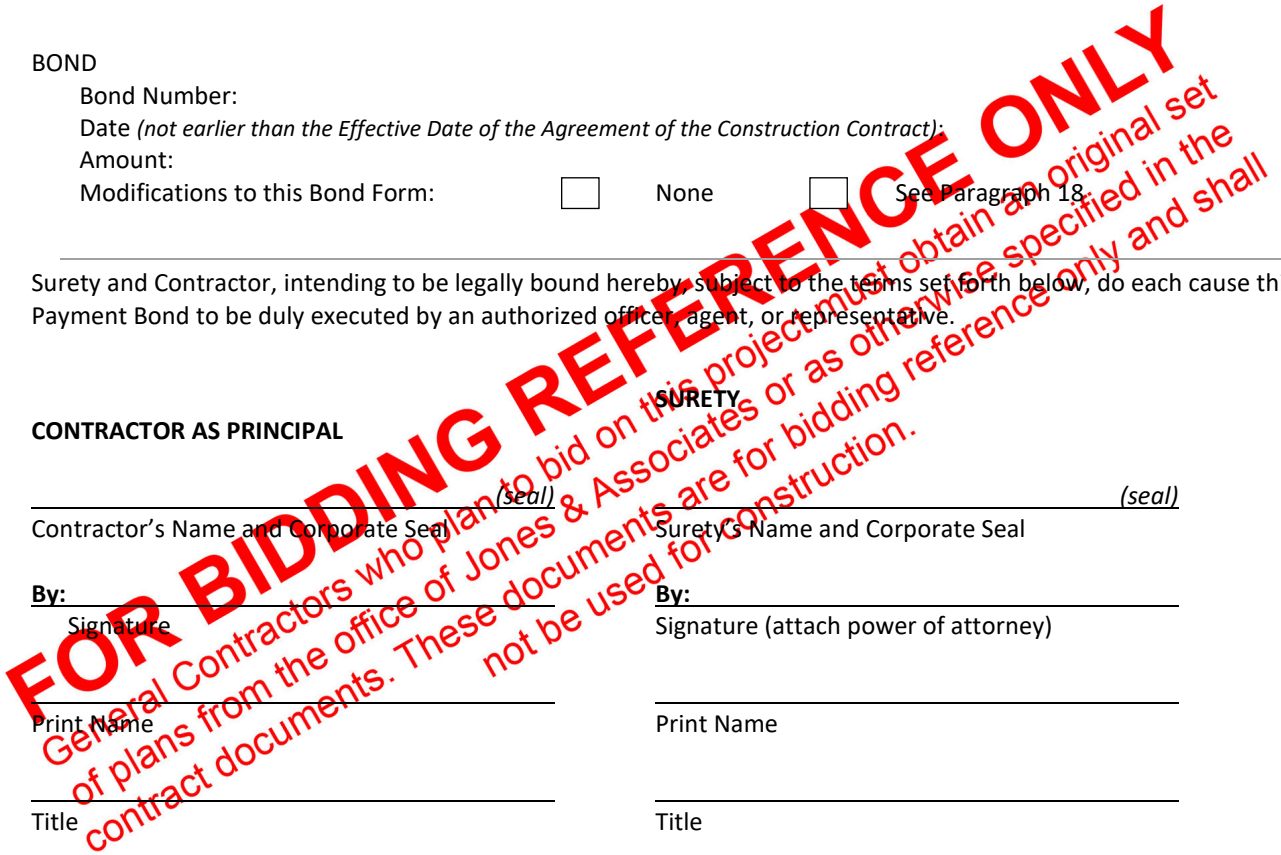 BOND
Bond Number:
Date (not earlier than the Effective Date of the Agreement of the Construction Contract):
Amount:
Modifications to this Bond Form: None See Paragraph 18
Surety and Contractor, intending to be legally bound hereby, subject to the terms set forth below, do each cause th
Payment Bond to be duly executed by an authorized officer, agent, or representative.
SURETY
CONTRACTOR AS PRINCIPAL
(seal) (seal)
Contractor’s Name and Corporate Seal Surety’s Name and Corporate Seal
By: By:
Signature Signature (attach power of attorney)
Print Name Print Name
Title Title
FOR BIDDING REFERENCE ONLY
General Contractors who plan to bid on this project must obtain an original set
of plans from the office of Jones & Associates or as otherwise specified in the
contract documents. These documents are for bidding reference only and shall
not be used for construction.